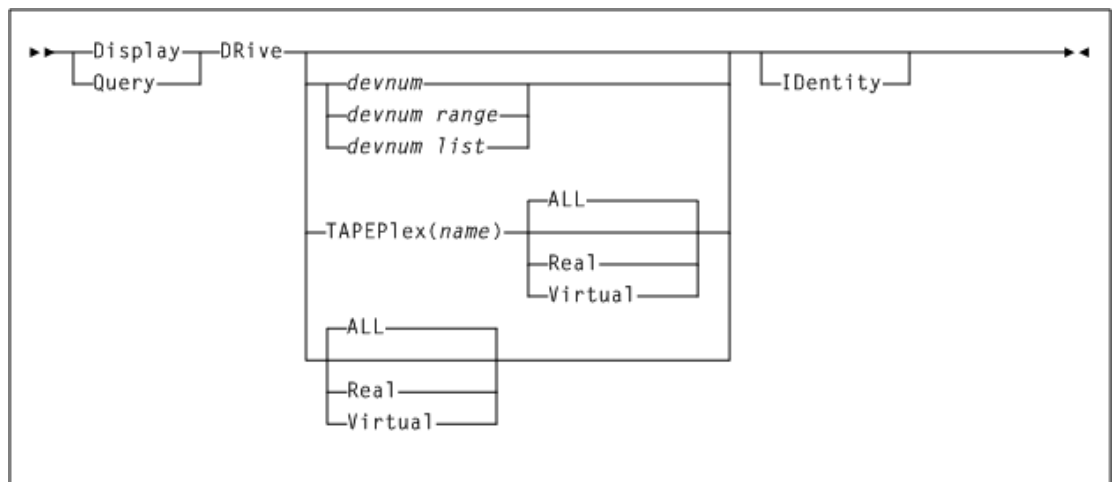 Display DRive
Query
devnum
devnum range
devnum list
IDentity
ALL
TAPEPlex(name)
Real
Virtual
ALL
Real
Virtual